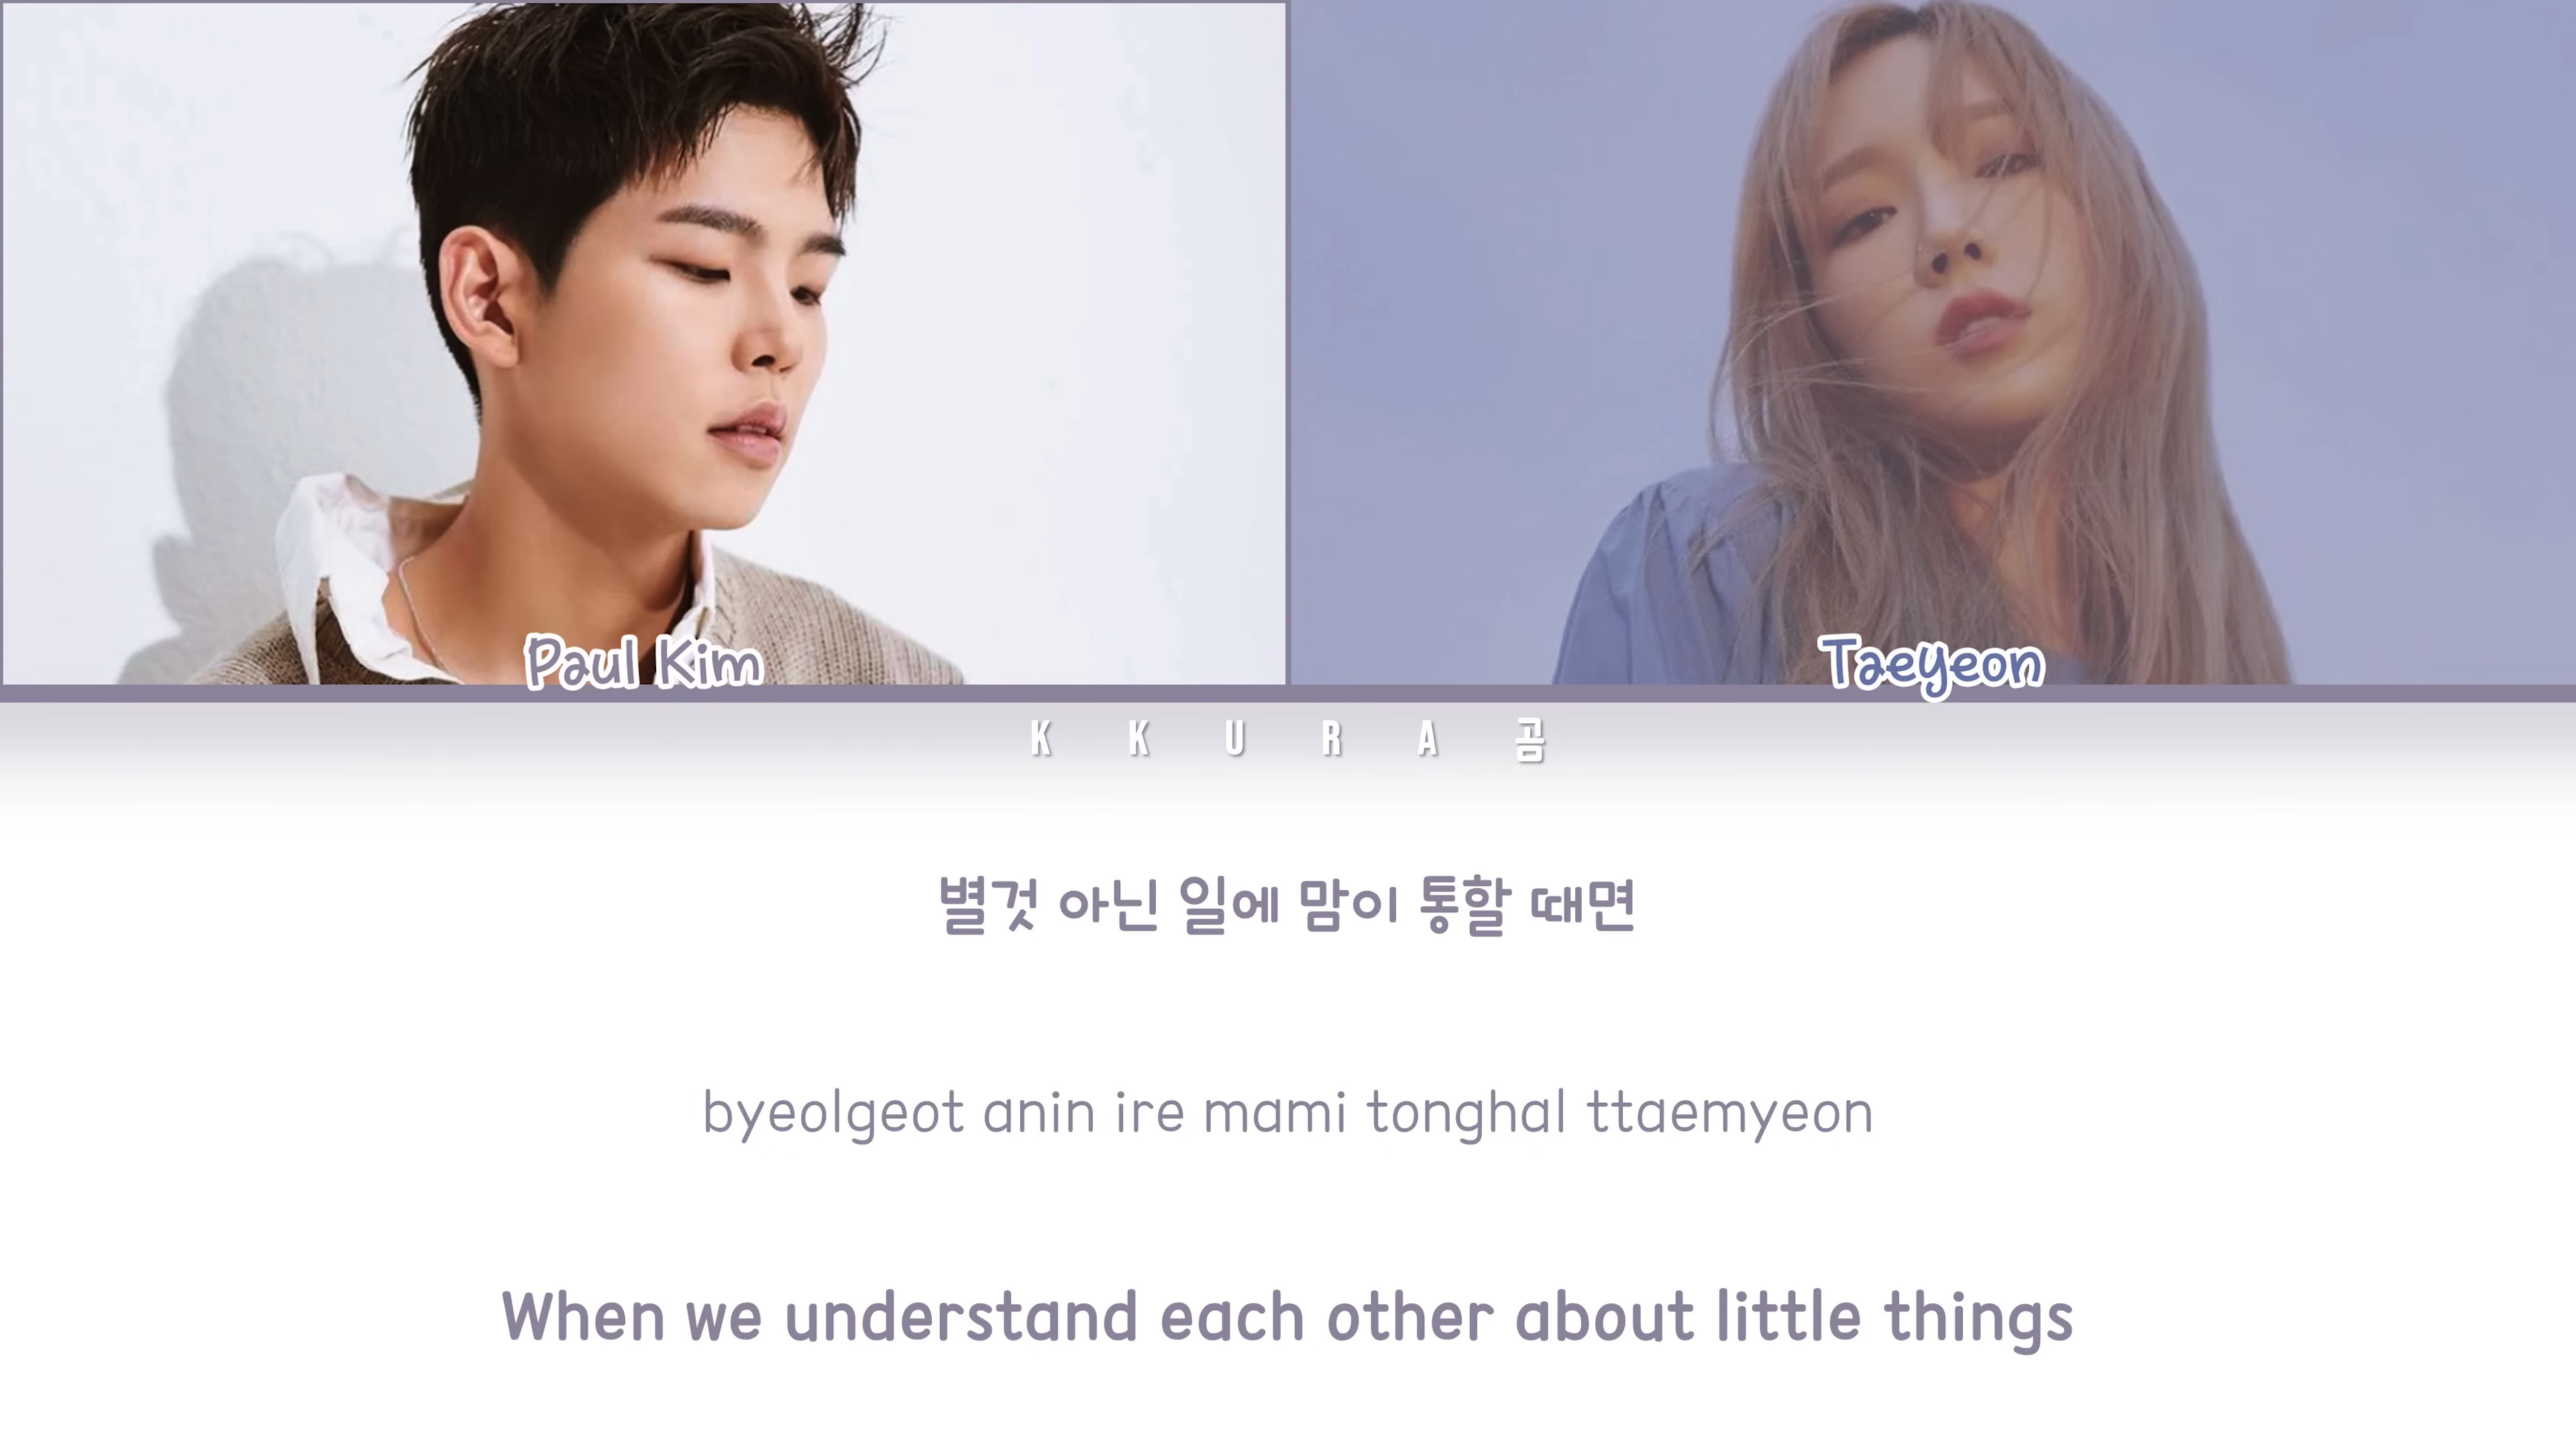 Paul Kim
Taeyeon
K K U R A 곰
별것 아닌 일에 맘이 통할 때면
byeolgeot anin ire mami tonghal ttaemyeon
When we understand each other about little things